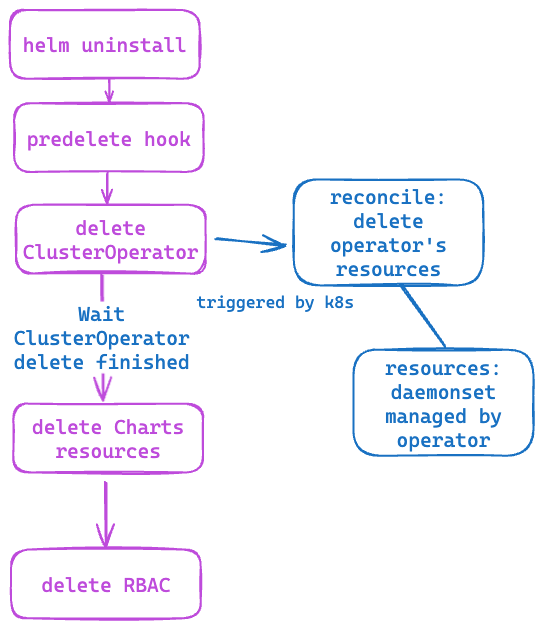 helm uninstall
predelete hook
delete
ClusterOperator
reconcile:
delete
operator's
resources
triggered by k8s
Wait
ClusterOperator
delete finished
resources:
daemonset
managed by
operator
delete Charts
resources
delete RBAC